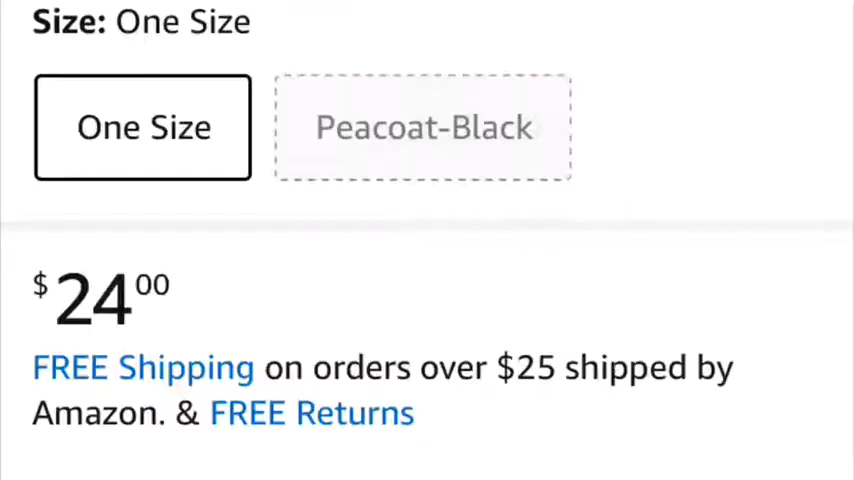 Size: One Size
One Size
Peacoat-Black
$24.00
FREE Shipping on orders over $25 shipped by
Amazon. & FREE Returns